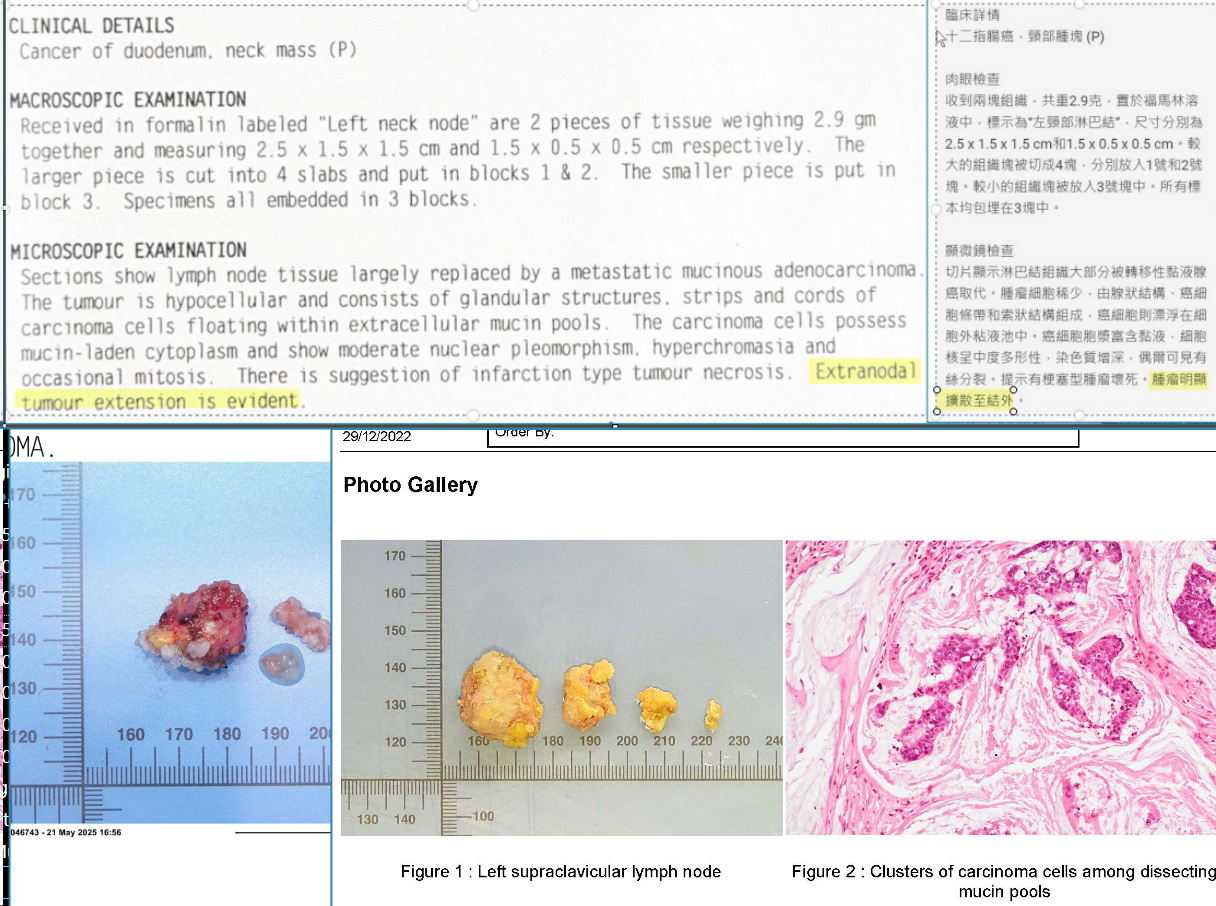 CLINICAL DETAILS
Cancer of duodenum, neck mass (P)
MACROSCOPIC EXAMINATION
Received in formalin labeled "Left neck node" are 2 pieces of tissue weighing 2.9 gm
together and measuring 2.5 x 1.5 x 1.5 cm and 1.5 x 0.5 x 0.5 cm respectively. The
larger piece is cut into 4 slabs and put in blocks 1 & 2. The smaller piece is put in
block 3. Specimens all embedded in 3 blocks.
MICROSCOPIC EXAMINATION
Sections show lymph node tissue largely replaced by a metastatic mucinous adenocarcinoma.
The tumour is hypocellular and consists of glandular structures, strips and cords of
carcinoma cells floating within extracellular mucin pools. The carcinoma cells possess
mucin-laden cytoplasm and show moderate nuclear pleomorphism, hyperchromasia and
occasional mitosis. There is suggestion of infarction type tumour necrosis. Extranodal
tumour extension is evident.
臨床詳情
十二指腸癌，頸部腫塊 (P)
肉眼檢查
收到兩塊組織，共重2.9克，置於福馬林溶
液中，標示為“左頸部淋巴結”，尺寸分別為
2.5 x 1.5 x 1.5 cm和1.5 x 0.5 x 0.5 cm。較
大的組織塊被切成4塊，分別放入1號和2號
塊。較小的組織塊被放入3號塊中。所有標
本均包埋在3塊中。
顯微鏡檢查
切片顯示淋巴結組織大部分被轉移性黏液腺
癌取代。腫瘤細胞稀少，由腺狀結構、癌細
胞條帶和索狀結構組成，癌細胞則漂浮在細
胞外粘液池中。癌細胞胞漿富含黏液，細胞
核呈中度多形性，染色質增深，偶爾可見有
絲分裂。提示有梗塞型腫瘤壞死。腫瘤明顯
擴散至結外。
OMA.
170
160
150
140
130
120
160 170 180 190 200
046743 - 21 May 2025 16:56
29/12/2022
Order By:
Photo Gallery
170
160
150
140
130
120
160 180 190 200 210 220 230 240
130 140
100
Figure 1 : Left supraclavicular lymph node
Figure 2 : Clusters of carcinoma cells among dissecting
mucin pools